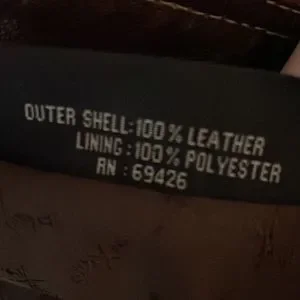 OUTER SHELL:100% LEATHER
LINING:100% POLYESTER
RN:69426